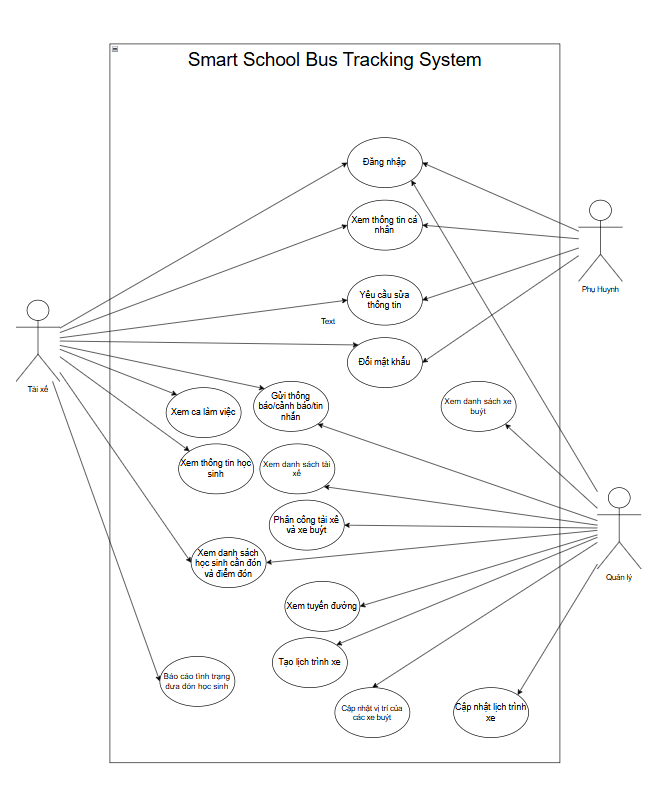 Smart School Bus Tracking System
Đăng nhập
Xem thông tin cá
nhân
Phụ Huynh
Yêu cầu sửa
thông tin
Text
Đổi mật khẩu
Tài xế
Xem ca làm việc
Gửi thông
báo/cảnh báo/tin
nhắn
Xem danh sách xe
buýt
Xem thông tin học
sinh
Xem danh sách tài
xế
Phân công tài xế
và xe buýt
Xem danh sách
học sinh cần đón
và điểm đón
Quản lý
Xem tuyến đường
Tạo lịch trình xe
Báo cáo tình trạng
đưa đón học sinh
Cập nhật vị trí của
các xe buýt
Cập nhật lịch trình
xe